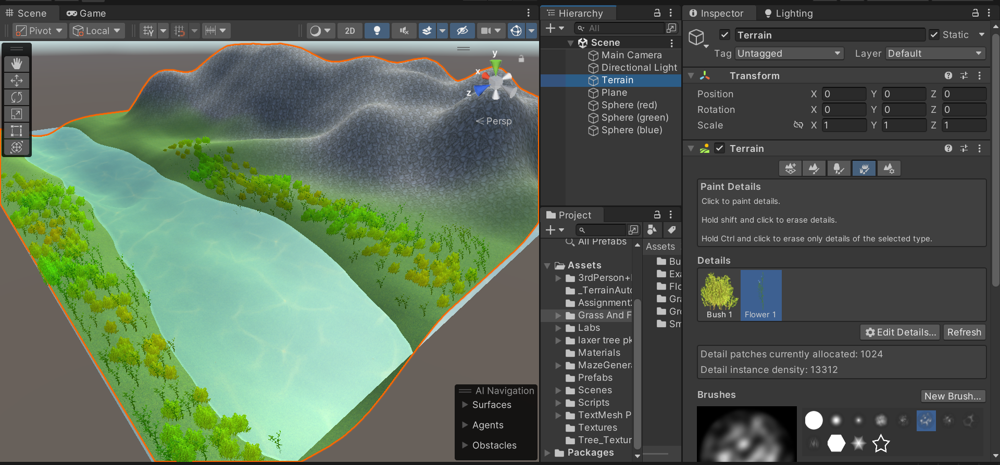 Scene
Game
Pivot
Local
2D
y
x
z
Persp
AI Navigation
Surfaces
Agents
Obstacles
Hierarchy
All
Scene
Main Camera
Directional Light
Terrain
Plane
Sphere (red)
Sphere (green)
Sphere (blue)
Project
All Prefabs
Assets
3rdPerson+
_TerrainAuto
Assignment
Grass And F
Labs
laxer tree pk
Materials
MazeGener
Prefabs
Scenes
Scripts
TextMesh P
Textures
Tree_Textur
Packages
Assets
Bu
Exa
Flo
Gra
Gro
Sm
Inspector
Lighting
Terrain
Static
Tag Untagged Layer Default
Transform
Position X 0 Y 0 Z 0
Rotation X 0 Y 0 Z 0
Scale X 1 Y 1 Z 1
Terrain
Paint Details
Click to paint details.
Hold shift and click to erase details.
Hold Ctrl and click to erase only details of the selected type.
Details
Bush 1
Flower 1
Edit Details...
Refresh
Detail patches currently allocated: 1024
Detail instance density: 13312
Brushes
New Brush...